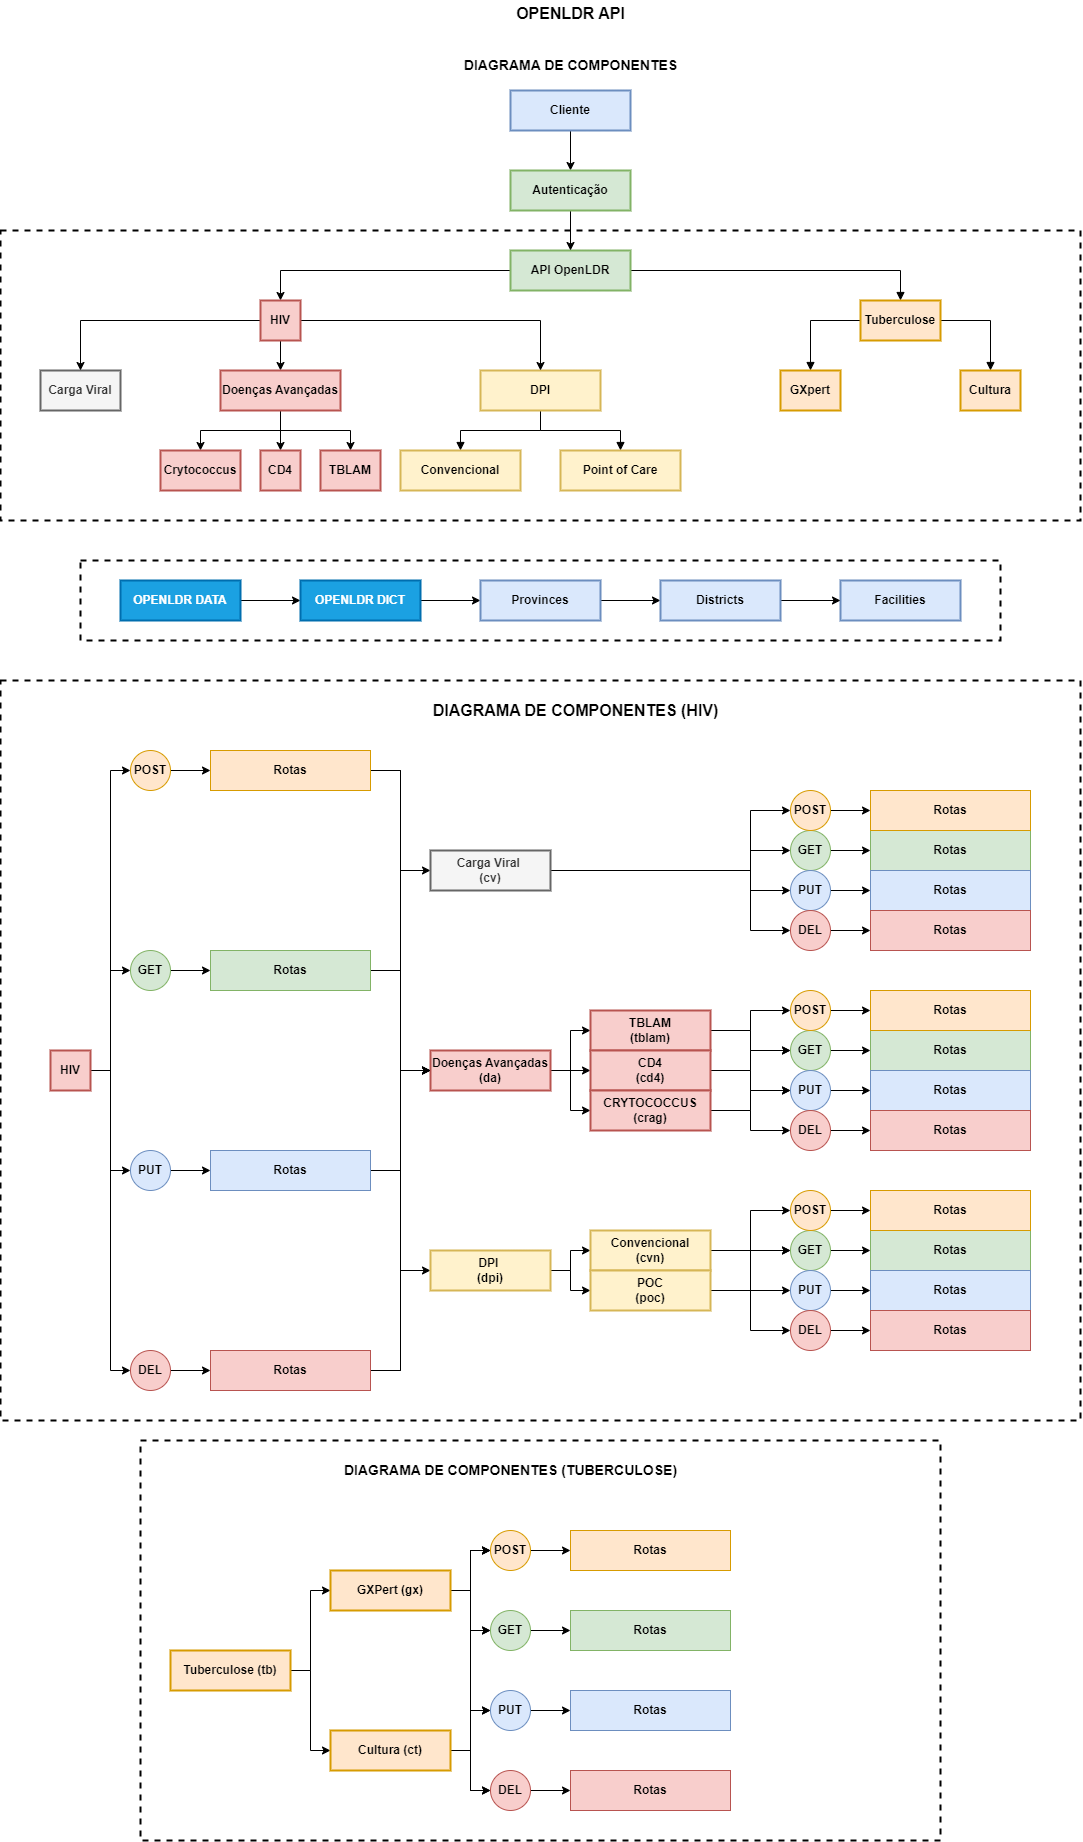 OPENLDR API
DIAGRAMA DE COMPONENTES
Cliente
Autenticação
API OpenLDR
HIV
Tuberculose
Carga Viral
Doenças Avançadas
DPI
GXpert
Cultura
Crytococcus
CD4
TBLAM
Convencional
Point of Care
OPENLDR DATA
OPENLDR DICT
Provinces
Districts
Facilities
DIAGRAMA DE COMPONENTES (HIV)
HIV
POST
Rotas
GET
Rotas
PUT
Rotas
DEL
Rotas
Carga Viral
(cv)
POST
Rotas
GET
Rotas
PUT
Rotas
DEL
Rotas
Doenças Avançadas
(da)
TBLAM
(tblam)
CD4
(cd4)
CRYTOCOCCUS
(crag)
POST
Rotas
GET
Rotas
PUT
Rotas
DEL
Rotas
DPI
(dpi)
Convencional
(cvn)
POC
(poc)
POST
Rotas
GET
Rotas
PUT
Rotas
DEL
Rotas
DIAGRAMA DE COMPONENTES (TUBERCULOSE)
Tuberculose (tb)
GXPert (gx)
Cultura (ct)
POST
Rotas
GET
Rotas
PUT
Rotas
DEL
Rotas